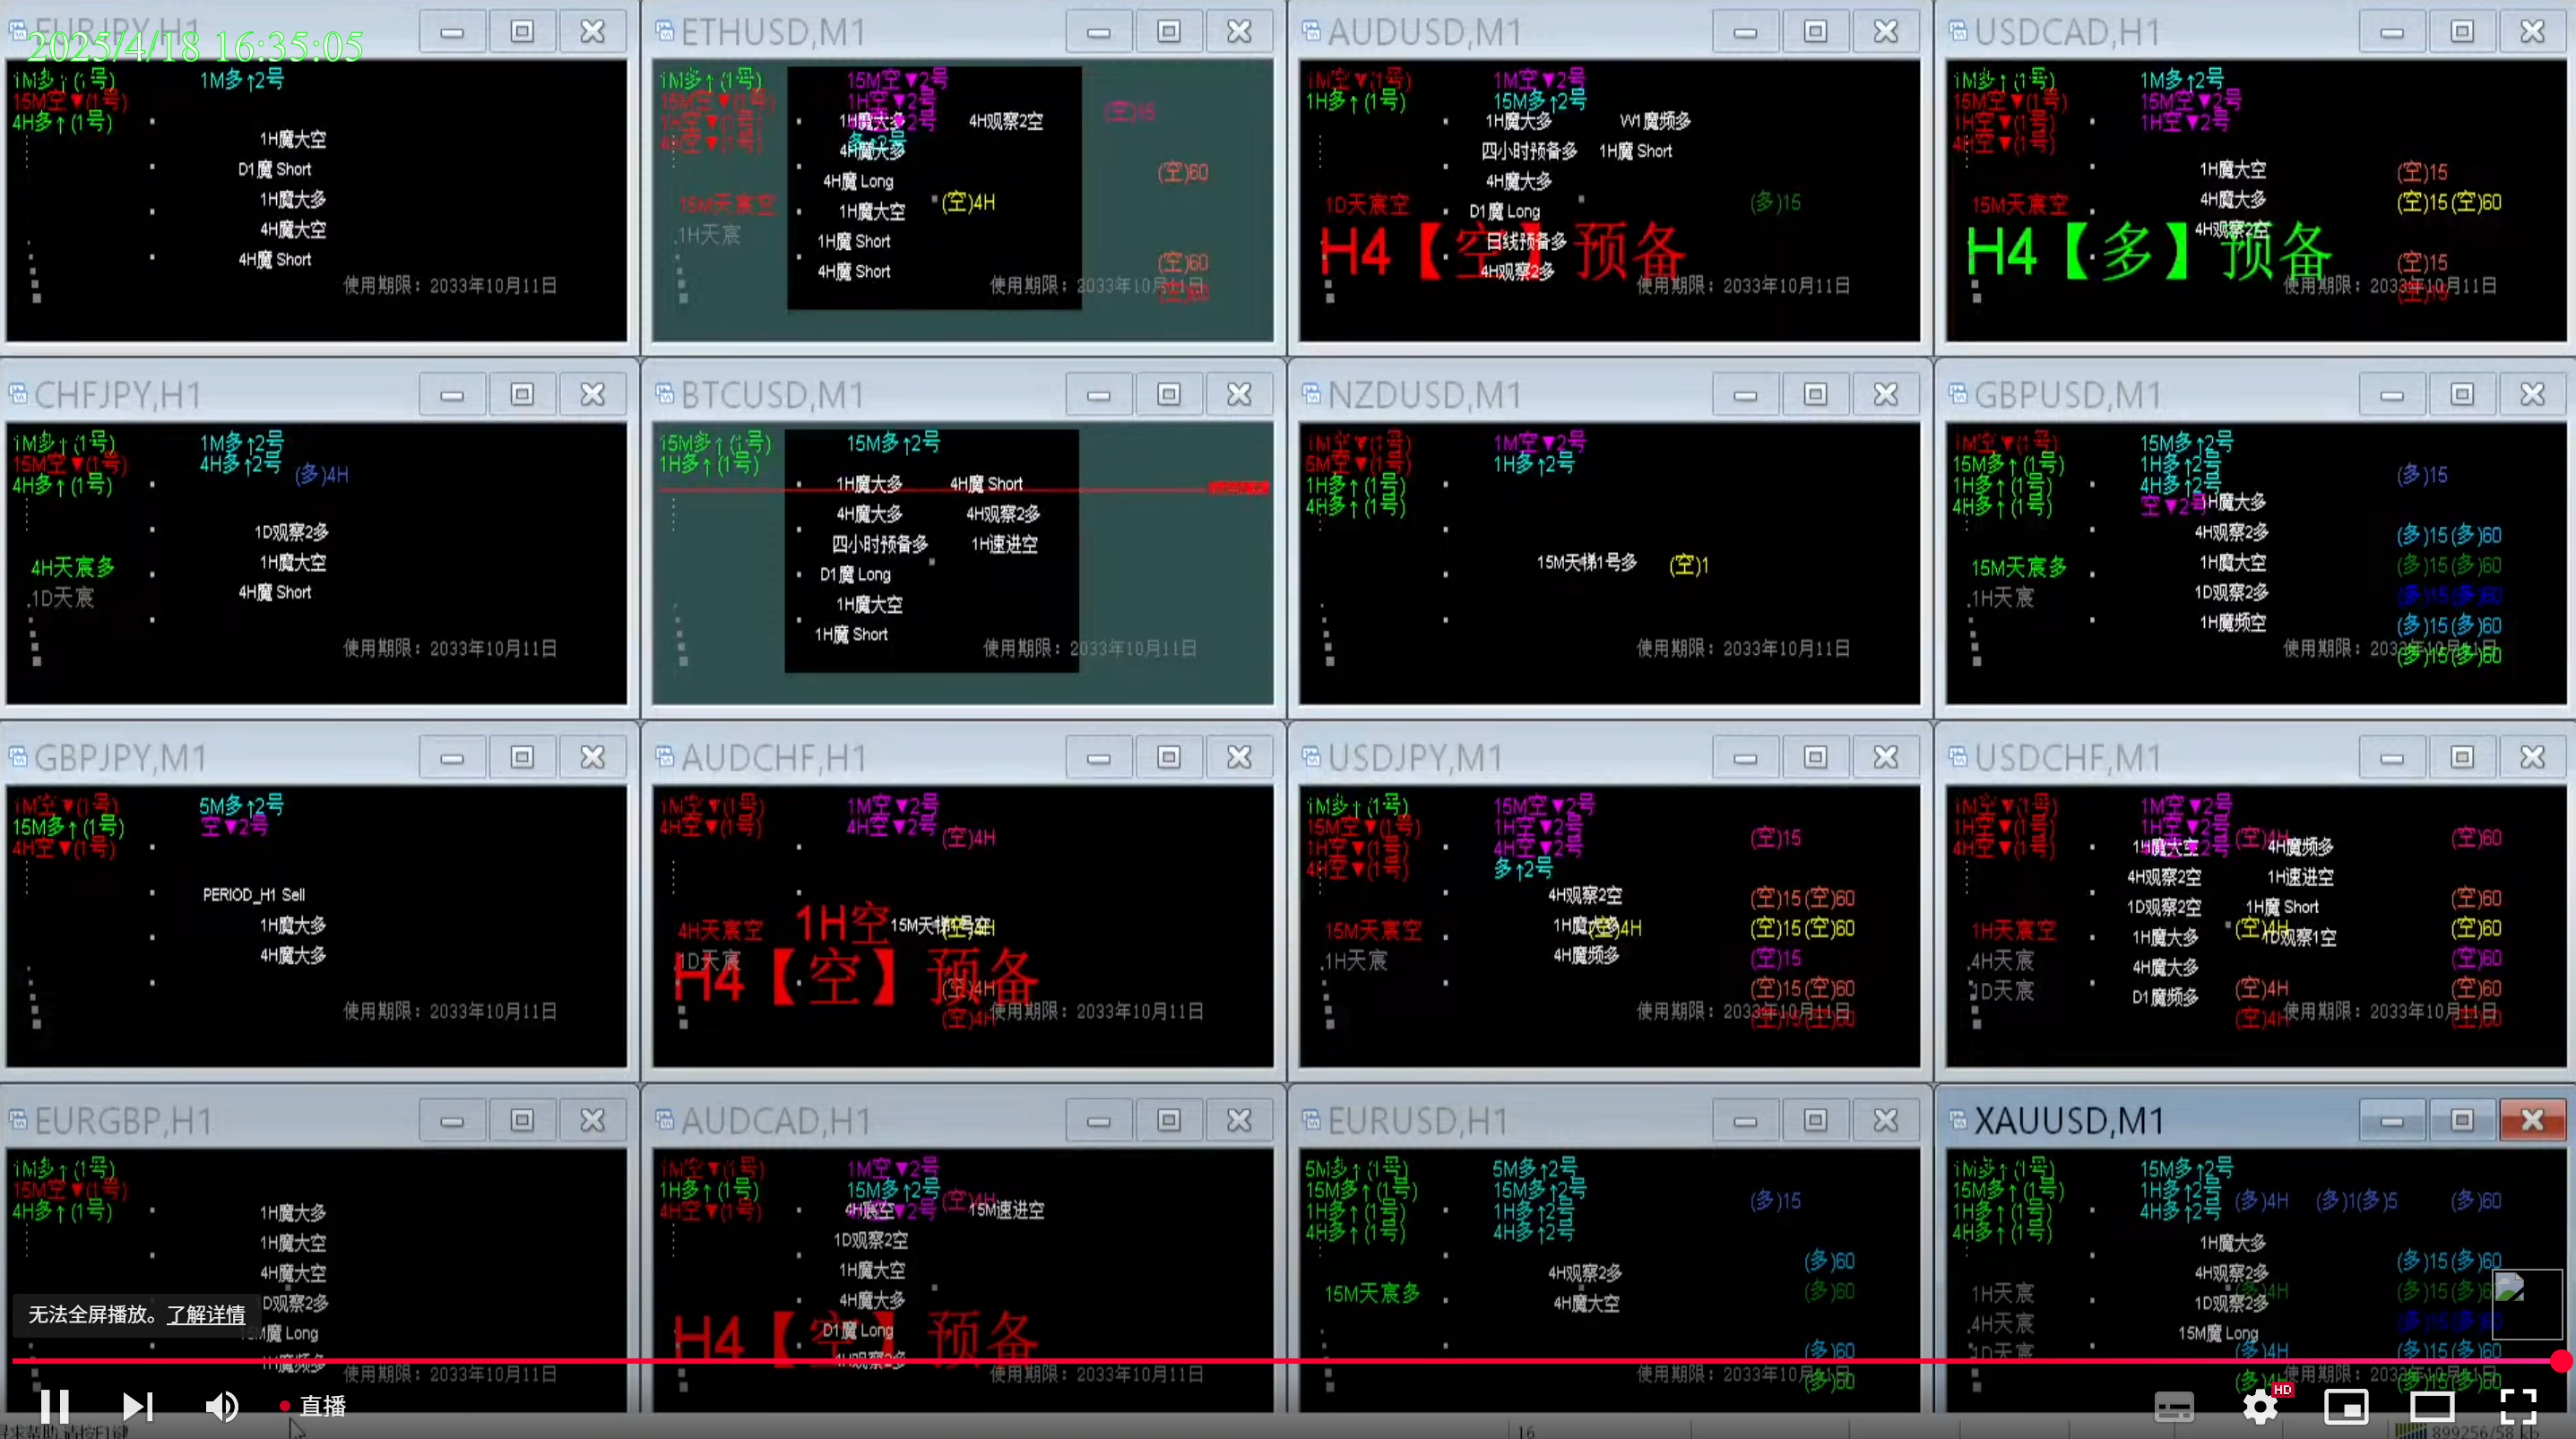 EURJPY,H1
2025/4/18 16:35:05
1M多↑(1号)
1M多↑2号
15M空▼(1号)
4H多↑(1号)
1H魔大空
D1魔 Short
1H魔大多
4H魔大空
4H魔 Short
使用期限: 2033年10月11日
ETHUSD,M1
1M多↑(1号)
15M空▼2号
15M空▼(1号)
1H空▼2号
(空)15
1H空▼(1号)
1H魔大多
4H观察2空
4H空▼(1号)
多↑2号
4H魔大多
(空)60
4H魔 Long
15M天宸空
1H魔大空
(空)4H
.1H天宸
1H魔 Short
(空)60
4H魔 Short
(空)60
使用期限: 2033年10月11日
AUDUSD,M1
1M空▼(1号)
1M空▼2号
1H多↑(1号)
15M多↑2号
1H魔大多
W1魔频多
四小时预备多
1H魔 Short
4H魔大多
1D天宸空
D1魔 Long
(多)15
H4【空】预备
日线预备多
4H观察2多
使用期限: 2033年10月11日
USDCAD,H1
1M多↑(1号)
1M多↑2号
15M空▼(1号)
15M空▼2号
1H空▼(1号)
1H空▼2号
4H空▼(1号)
1H魔大空
(空)15
15M天宸空
4H魔大多
(空)15(空)60
4H观察2空
H4【多】预备
(空)15
(空)15
使用期限: 2033年10月11日
CHFJPY,H1
1M多↑(1号)
1M多↑2号
15M空▼(1号)
4H多↑2号
(多)4H
4H多↑(1号)
1D观察2多
4H天宸多
1H魔大空
.1D天宸
4H魔 Short
使用期限: 2033年10月11日
BTCUSD,M1
15M多↑(1号)
15M多↑2号
1H多↑(1号)
1H魔大多
4H魔 Short
4H魔大多
4H观察2多
四小时预备多
1H速进空
D1魔 Long
1H魔大空
1H魔 Short
使用期限: 2033年10月11日
NZDUSD,M1
1M空▼(1号)
1M空▼2号
5M空▼(1号)
1H多↑2号
1H多↑(1号)
4H多↑(1号)
15M天梯1号多
(空)1
使用期限: 2033年10月11日
GBPUSD,M1
1M空▼(1号)
15M多↑2号
15M多↑(1号)
1H多↑2号
(多)15
1H多↑(1号)
4H多↑2号
4H多↑(1号)
空▼2号
1H魔大多
4H观察2多
(多)15(多)60
15M天宸多
1H魔大空
(多)15(多)60
.1H天宸
1D观察2多
(多)15(多)60
1H魔频空
(多)15(多)60
(多)15(多)60
使用期限: 2033年10月11日
GBPJPY,M1
1M空▼(1号)
5M多↑2号
15M多↑(1号)
空▼2号
4H空▼(1号)
PERIOD_H1 Sell
1H魔大多
4H魔大多
使用期限: 2033年10月11日
AUDCHF,H1
1M空▼(1号)
1M空▼2号
4H空▼(1号)
4H空▼2号
(空)4H
4H天宸空
1H空
.1D天宸
H4【空】预备
(空)4H
(空)4H
使用期限: 2033年10月11日
USDJPY,M1
1M多↑(1号)
15M空▼2号
15M空▼(1号)
1H空▼2号
(空)15
1H空▼(1号)
4H空▼2号
4H空▼(1号)
多↑2号
4H观察2空
(空)15(空)60
15M天宸空
(空)4H
(空)15(空)60
.1H天宸
4H魔频多
(空)15
(空)15(空)60
(空)15(空)60
使用期限: 2033年10月11日
USDCHF,M1
1M空▼(1号)
1M空▼2号
1H空▼(1号)
1H空▼2号
(空)4H
(空)60
4H空▼(1号)
1H魔大空
4H魔频多
4H观察2空
1H速进空
1D观察2空
1H魔 Short
(空)60
1H天宸空
1H魔大多
(空)4H
1D观察1空
(空)60
.4H天宸
4H魔大多
(空)60
1D天宸
D1魔频多
(空)4H
(空)60
(空)4H
(空)60
使用期限: 2033年10月11日
EURGBP,H1
1M多↑(1号)
15M空▼(1号)
4H多↑(1号)
1H魔大多
1H魔大空
4H魔大空
1D观察2多
15M魔 Long
1H魔频多
使用期限: 2033年10月11日
AUDCAD,H1
1M空▼(1号)
1M空▼2号
1H多↑(1号)
15M多↑2号
(空)4H
4H空▼(1号)
15M速进空
1D观察2空
1H魔大空
4H魔大多
D1魔 Long
H4【空】预备
4H观察2多
使用期限: 2033年10月11日
EURUSD,H1
5M多↑(1号)
5M多↑2号
15M多↑(1号)
15M多↑2号
(多)15
1H多↑(1号)
1H多↑2号
4H多↑(1号)
4H多↑2号
4H观察2多
(多)60
15M天宸多
4H魔大空
(多)60
(多)60
(多)60
使用期限: 2033年10月11日
XAUUSD,M1
1M多↑(1号)
15M多↑2号
15M多↑(1号)
1H多↑2号
(多)4H
(多)1(多)5
(多)60
1H多↑(1号)
4H多↑2号
4H多↑(1号)
1H魔大多
4H观察2多
(多)15(多)60
1H天宸
1D观察2多
.4H天宸
15M魔 Long
1D天宸
(多)4H
(多)15(多)60
使用期限: 2033年10月11日
无法全屏播放。了解详情
直播
HD
16
899256/58 kb